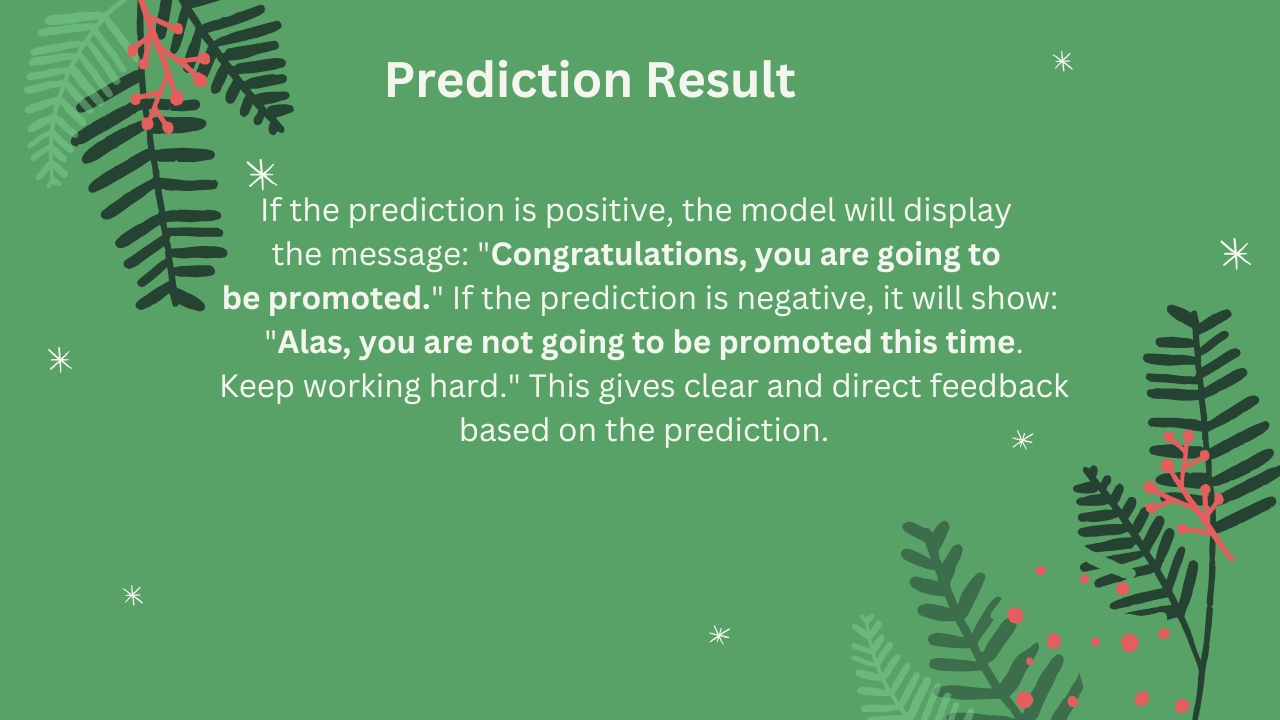 Prediction Result
If the prediction is positive, the model will display
the message: "Congratulations, you are going to
be promoted." If the prediction is negative, it will show:
"Alas, you are not going to be promoted this time.
Keep working hard." This gives clear and direct feedback
based on the prediction.